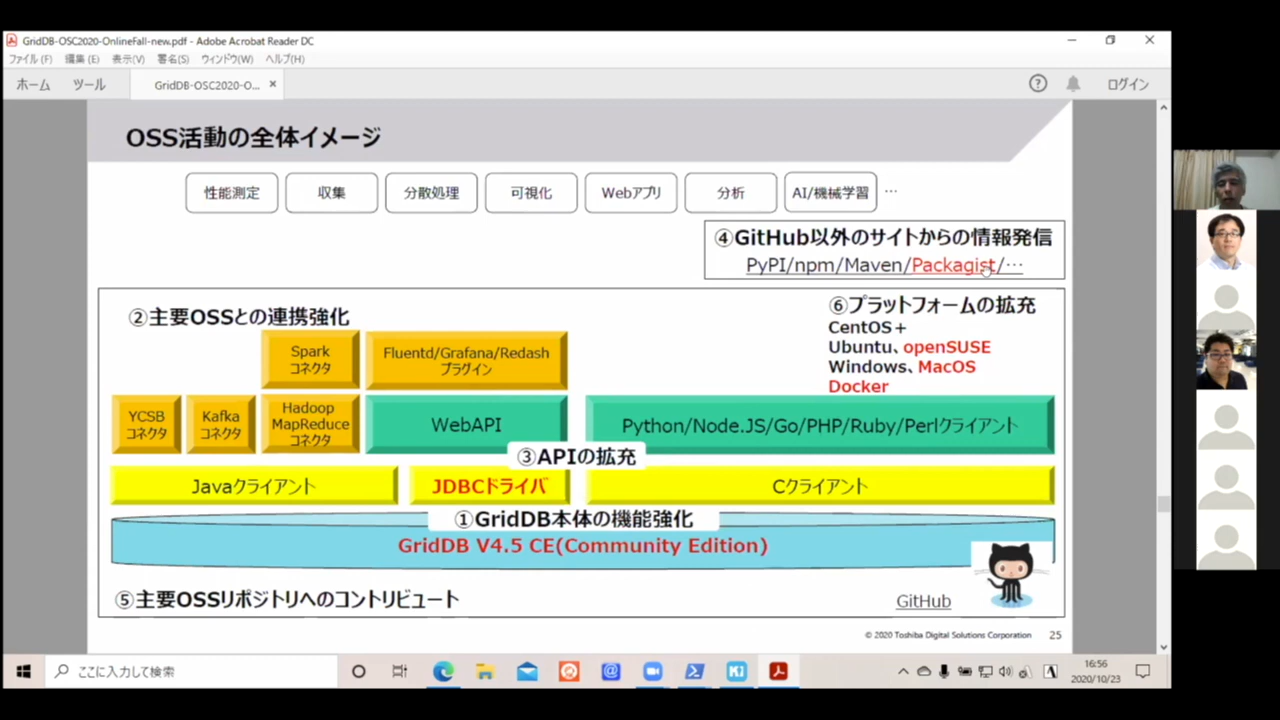 GridDB-OSC2020-OnlineFall-new.pdf - Adobe Acrobat Reader DC
ファイル(F) 編集(E) 表示(V) 署名(S) ウィンドウ(W) ヘルプ(H)
ホーム ツール GridDB-OSC2020-O... × ログイン
OSS活動の全体イメージ
性能測定 収集 分散処理 可視化 Webアプリ 分析 AI/機械学習 …
④GitHub以外のサイトからの情報発信
PyPI/npm/Maven/Packagist/…
②主要OSSとの連携強化
⑥プラットフォームの拡充
CentOS＋
Ubuntu、openSUSE
Windows、MacOS
Docker
Spark
コネクタ
Fluentd/Grafana/Redash
プラグイン
YCSB
コネクタ
Kafka
コネクタ
Hadoop
MapReduce
コネクタ
WebAPI
Python/Node.JS/Go/PHP/Ruby/Perlクライアント
③APIの拡充
Javaクライアント JDBCドライバ Cクライアント
①GridDB本体の機能強化
GridDB V4.5 CE(Community Edition)
⑤主要OSSリポジトリへのコントリビュート
GitHub
© 2020 Toshiba Digital Solutions Corporation 25
ここに入力して検索
16:56
2020/10/23